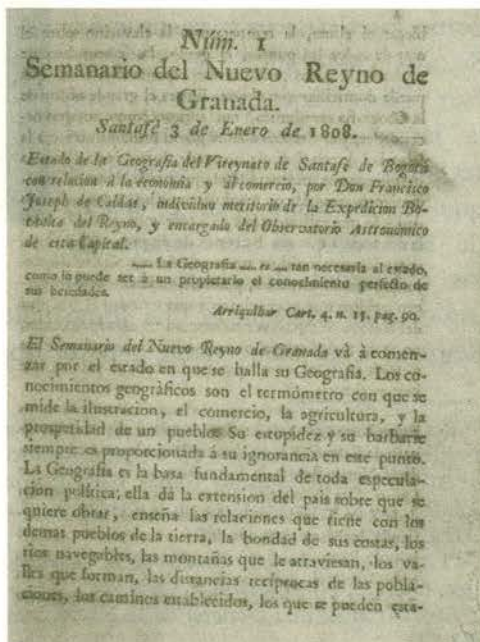 Núm. 1
Semanario del Nuevo Reyno de
Granada.
Santafé 3 de Enero de 1808.
Estado de la Geografía del Vireynato de Santafé de Bogotá
con relacion á la economía y al comercio, por Don Francisco
Joseph de Caldas, individuo meritorio de la Expedicion Bo-
tánica del Reyno, y encargado del Observatorio Astronómico
de esta Capital.
..... La Geografia ..... es ..... tan necesaria al estado,
como lo puede ser á un propietario el conocimiento perfecto de
sus heredades.
Arriquibar Cart. 4. n. 15. pag. 90.
El Semanario del Nuevo Reyno de Granada vá á comen-
zar por el estado en que se halla su Geografia. Los co-
nocimientos geográficos son el termómetro con que se
mide la ilustracion, el comercio, la agricultura, y la
prosperidad de un pueblo. Su estupidez y su barbarie
siempre es proporcionada á su ignorancia en este punto.
La Geografia es la basa fundamental de toda especula-
cion política; ella dá la extension del pais sobre que se
quiere obrar, enseña las relaciones que tiene con los
demas pueblos de la tierra, la bondad de sus costas, los
rios navegables, las montañas que le atraviesan, los va-
lles que forman, las distancias recíprocas de las pobla-
ciones, los caminos establecidos, los que se pueden esta-